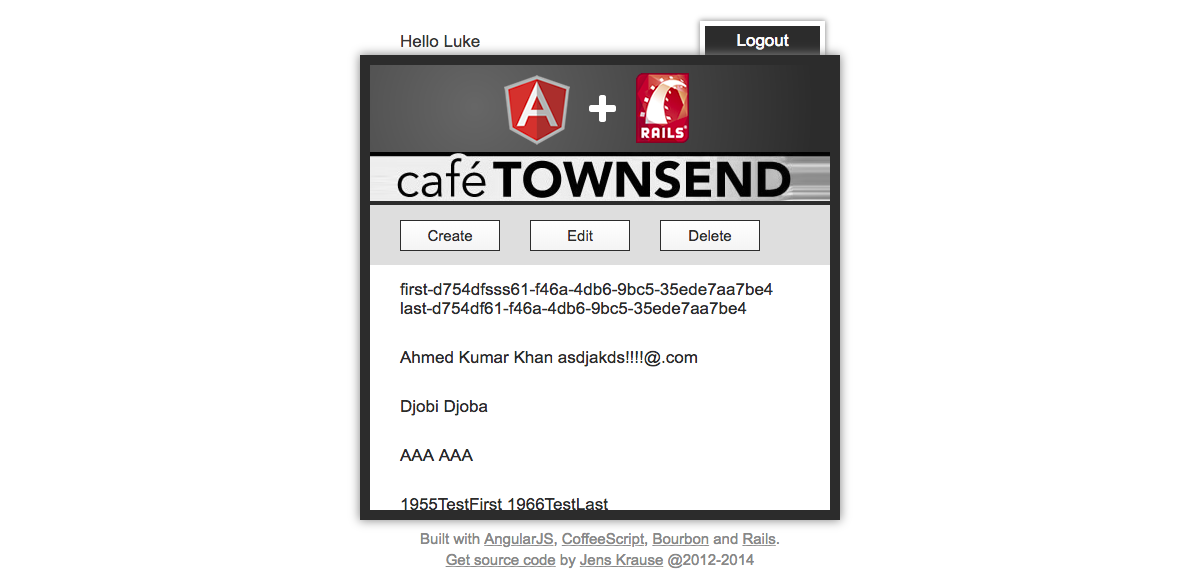 Hello Luke
Logout
A + RAILS
café TOWNSEND
Create Edit Delete
first-d754dfsss61-f46a-4db6-9bc5-35ede7aa7be4
last-d754df61-f46a-4db6-9bc5-35ede7aa7be4
Ahmed Kumar Khan asdjakds!!!!@.com
Djobi Djoba
AAA AAA
1955TestFirst 1966TestLast
Built with AngularJS, CoffeeScript, Bourbon and Rails.
Get source code by Jens Krause @2012-2014